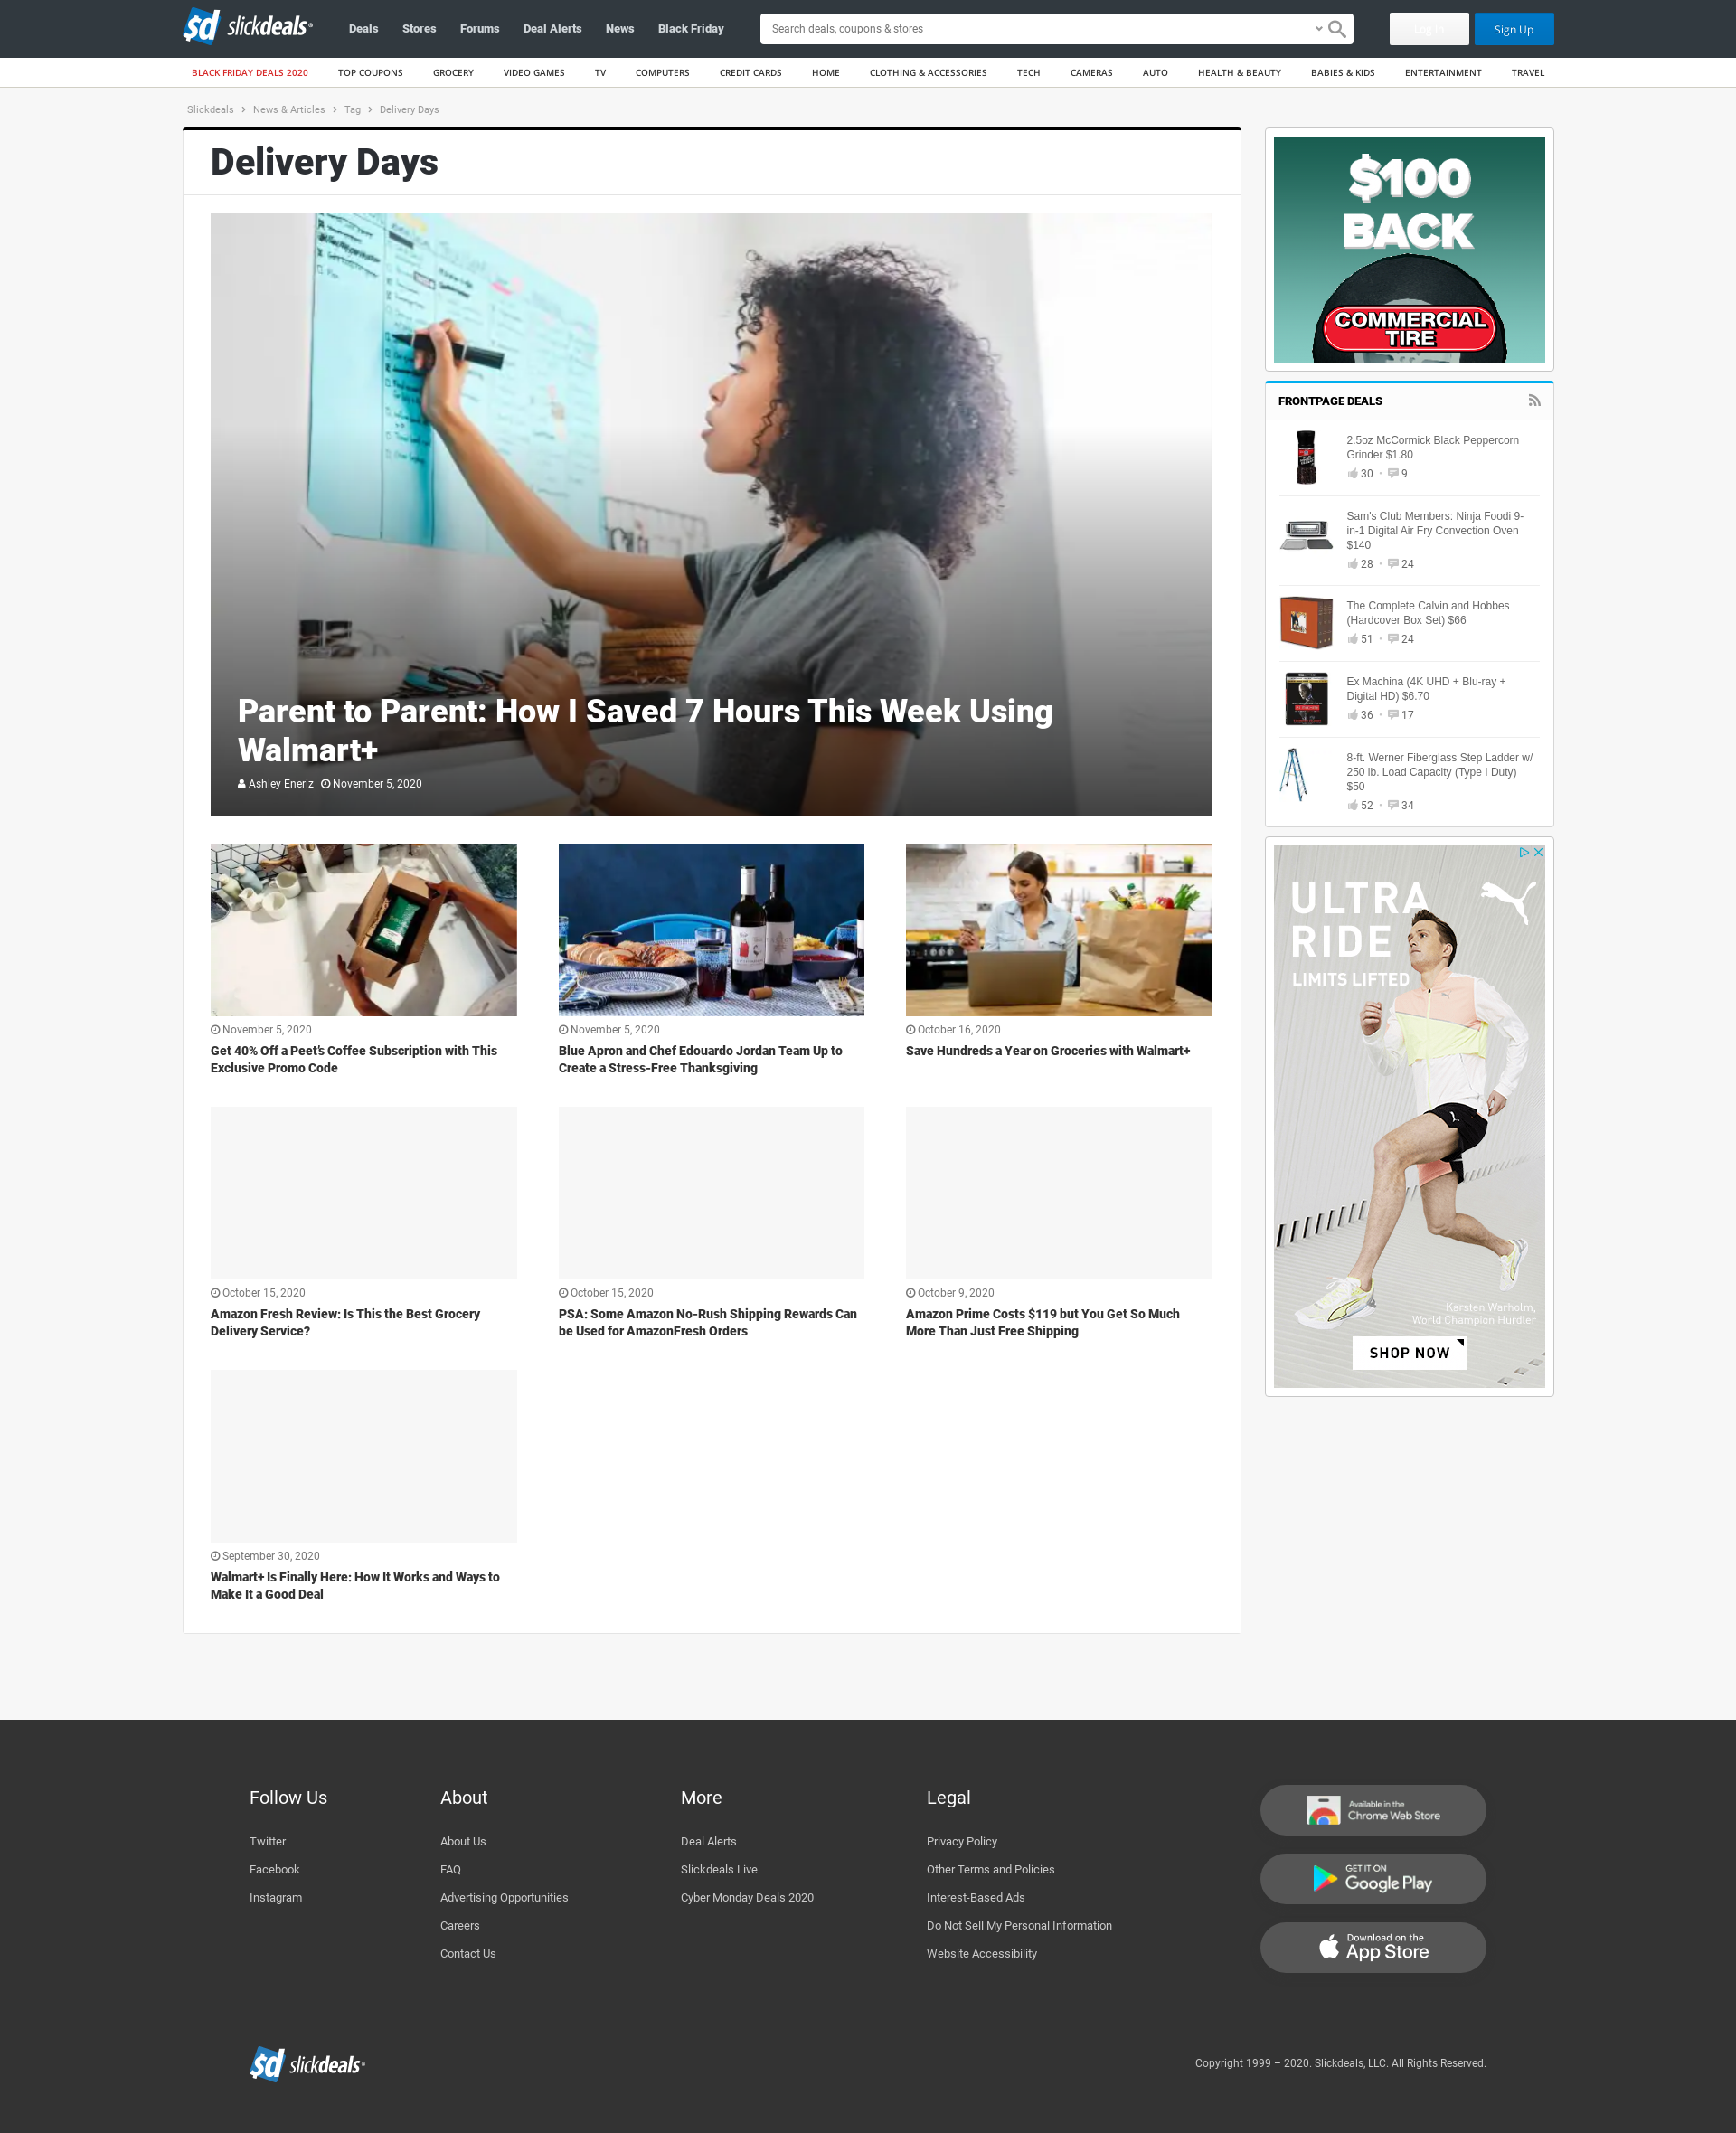 slickdeals
Deals
Stores
Forums
Deal Alerts
News
Black Friday
Search deals, coupons & stores
Log In
Sign Up
BLACK FRIDAY DEALS 2020
TOP COUPONS
GROCERY
VIDEO GAMES
TV
COMPUTERS
CREDIT CARDS
HOME
CLOTHING & ACCESSORIES
TECH
CAMERAS
AUTO
HEALTH & BEAUTY
BABIES & KIDS
ENTERTAINMENT
TRAVEL
Slickdeals > News & Articles > Tag > Delivery Days
Delivery Days
Parent to Parent: How I Saved 7 Hours This Week Using
Walmart+
Ashley Eneriz November 5, 2020
November 5, 2020
Get 40% Off a Peet's Coffee Subscription with This
Exclusive Promo Code
November 5, 2020
Blue Apron and Chef Edouardo Jordan Team Up to
Create a Stress-Free Thanksgiving
October 16, 2020
Save Hundreds a Year on Groceries with Walmart+
October 15, 2020
Amazon Fresh Review: Is This the Best Grocery
Delivery Service?
October 15, 2020
PSA: Some Amazon No-Rush Shipping Rewards Can
be Used for AmazonFresh Orders
October 9, 2020
Amazon Prime Costs $119 but You Get So Much
More Than Just Free Shipping
September 30, 2020
Walmart+ Is Finally Here: How It Works and Ways to
Make It a Good Deal
$100
BACK
COMMERCIAL
TIRE
FRONTPAGE DEALS
2.5oz McCormick Black Peppercorn
Grinder $1.80
30 • 9
Sam's Club Members: Ninja Foodi 9-
in-1 Digital Air Fry Convection Oven
$140
28 • 24
The Complete Calvin and Hobbes
(Hardcover Box Set) $66
51 • 24
Ex Machina (4K UHD + Blu-ray +
Digital HD) $6.70
36 • 17
8-ft. Werner Fiberglass Step Ladder w/
250 lb. Load Capacity (Type I Duty)
$50
52 • 34
ULTRA
RIDE
LIMITS LIFTED
Karsten Warholm,
World Champion Hurdler
SHOP NOW
Follow Us
Twitter
Facebook
Instagram
About
About Us
FAQ
Advertising Opportunities
Careers
Contact Us
More
Deal Alerts
Slickdeals Live
Cyber Monday Deals 2020
Legal
Privacy Policy
Other Terms and Policies
Interest-Based Ads
Do Not Sell My Personal Information
Website Accessibility
Available in the
Chrome Web Store
GET IT ON
Google Play
Download on the
App Store
slickdeals
Copyright 1999 – 2020. Slickdeals, LLC. All Rights Reserved.